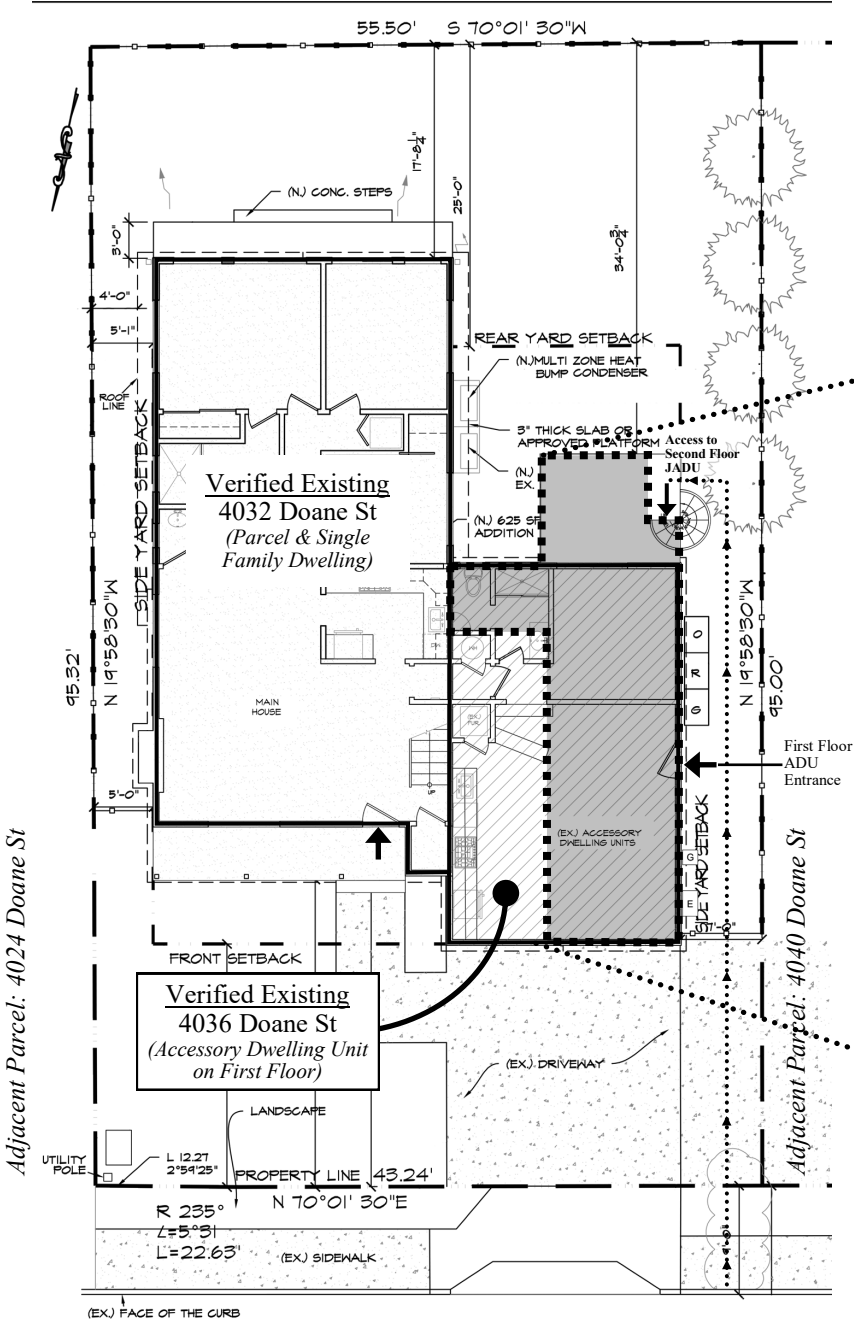 55.50' S 70°01' 30"W
17'-8¼"
25'-0"
34'-0¾"
(N.) CONC. STEPS
3'-0"
4'-0"
5'-1"
ROOF
LINE
SIDE YARD SETBACK
REAR YARD SETBACK
(N.)MULTI ZONE HEAT
BUMP CONDENSER
3" THICK SLAB OR
APPROVED PLATFORM
Access to
Second Floor
JADU
(N.)
EX.
(N.) 625 SF
ADDITION
Verified Existing
4032 Doane St
(Parcel & Single
Family Dwelling)
N 19°58'30"W
95.32'
N 19°58'30"W
95.00'
O
R
G
MAIN
HOUSE
(EX.)
FUR.
UP
First Floor
ADU
Entrance
5'-0"
(EX.) ACCESSORY
DWELLING UNITS
SIDE YARD SETBACK
G
E
Adjacent Parcel: 4024 Doane St
Adjacent Parcel: 4040 Doane St
FRONT SETBACK
Verified Existing
4036 Doane St
(Accessory Dwelling Unit
on First Floor)
(EX.) DRIVEWAY
LANDSCAPE
UTILITY
POLE
L 12.27
2°59'25"
PROPERTY LINE 43.24'
N 70°01' 30"E
R 235°
∠=5°31
L=22.63'
(EX.) SIDEWALK
(EX.) FACE OF THE CURB